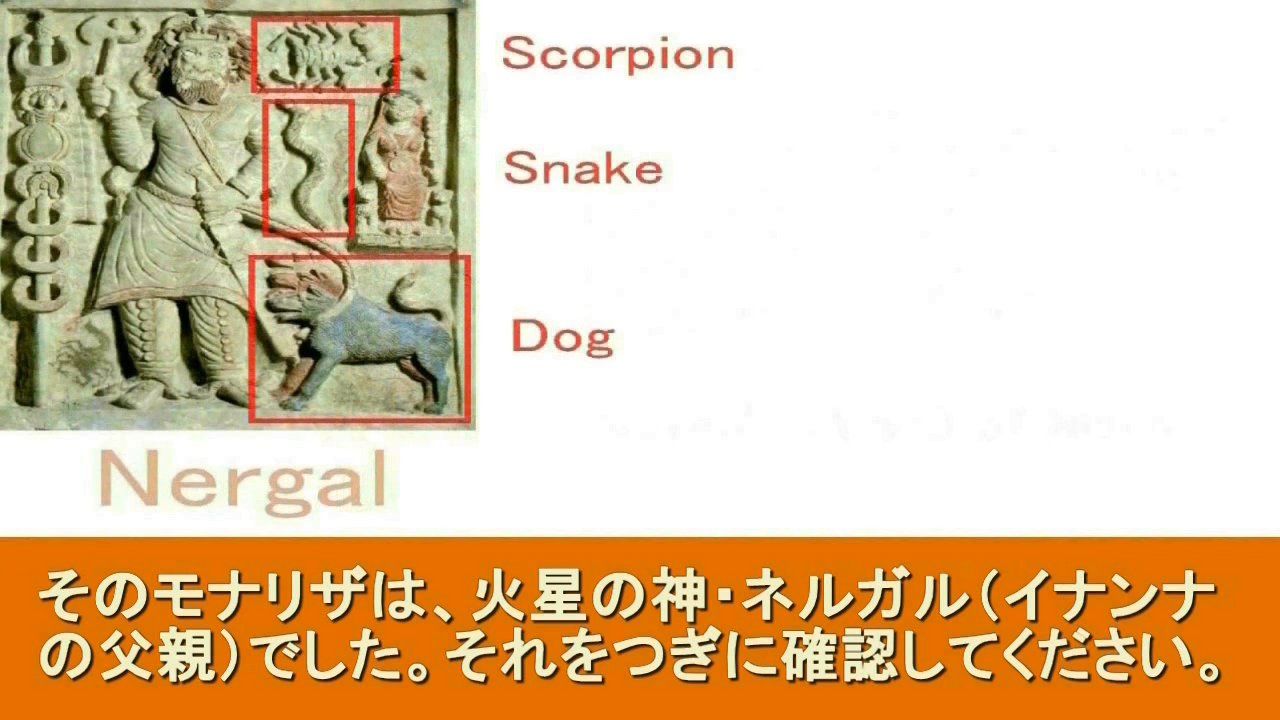 Scorpion
Snake
Dog
Nergal
そのモナリザは、火星の神・ネルガル(イナンナ
の父親)でした。それをつぎに確認してください。